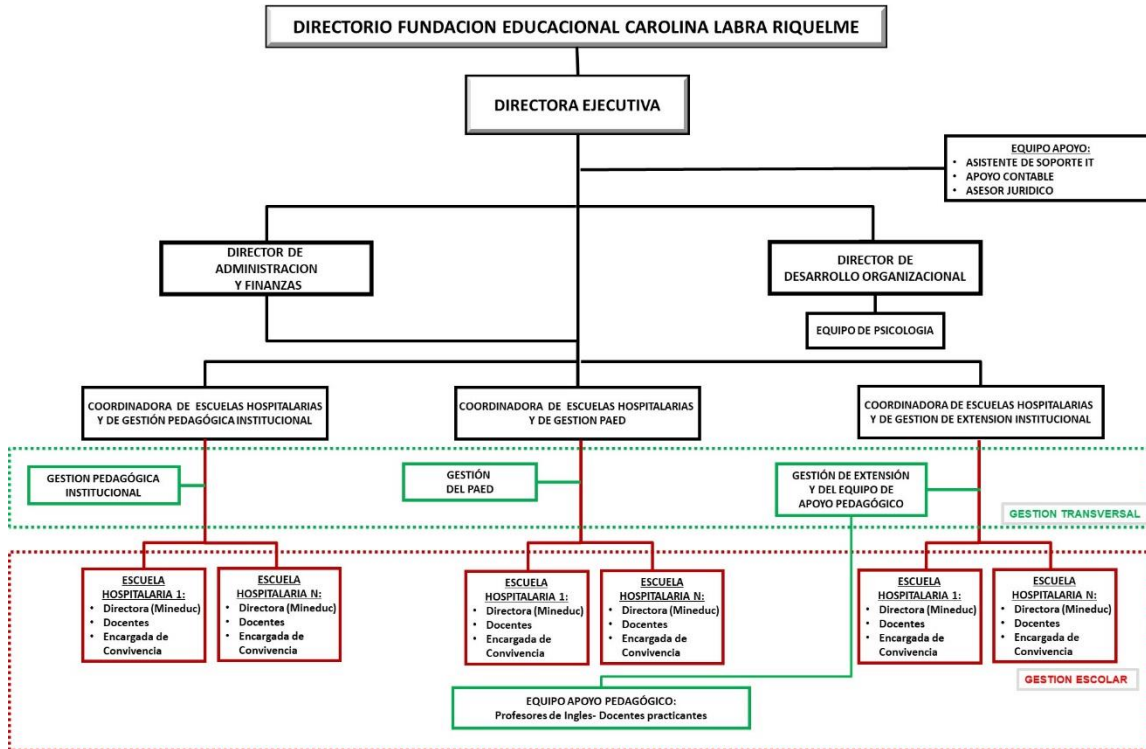 DIRECTORIO FUNDACION EDUCACIONAL CAROLINA LABRA RIQUELME
DIRECTORA EJECUTIVA
EQUIPO APOYO:
• ASISTENTE DE SOPORTE IT
• APOYO CONTABLE
• ASESOR JURIDICO
DIRECTOR DE
ADMINISTRACION
Y FINANZAS
DIRECTOR DE
DESARROLLO ORGANIZACIONAL
EQUIPO DE PSICOLOGIA
COORDINADORA DE ESCUELAS HOSPITALARIAS
Y DE GESTIÓN PEDAGÓGICA INSTITUCIONAL
COORDINADORA DE ESCUELAS HOSPITALARIAS
Y DE GESTION PAED
COORDINADORA DE ESCUELAS HOSPITALARIAS
Y DE GESTION DE EXTENSION INSTITUCIONAL
GESTION PEDAGÓGICA
INSTITUCIONAL
GESTIÓN
DEL PAED
GESTIÓN DE EXTENSIÓN
Y DEL EQUIPO DE
APOYO PEDAGÓGICO
GESTION TRANSVERSAL
ESCUELA
HOSPITALARIA 1:
• Directora (Mineduc)
• Docentes
• Encargada de
Convivencia
ESCUELA
HOSPITALARIA N:
• Directora (Mineduc)
• Docentes
• Encargada de
Convivencia
ESCUELA
HOSPITALARIA 1:
• Directora (Mineduc)
• Docentes
• Encargada de
Convivencia
ESCUELA
HOSPITALARIA N:
• Directora (Mineduc)
• Docentes
• Encargada de
Convivencia
ESCUELA
HOSPITALARIA 1:
• Directora (Mineduc)
• Docentes
• Encargada de
Convivencia
ESCUELA
HOSPITALARIA N:
• Directora (Mineduc)
• Docentes
• Encargada de
Convivencia
GESTION ESCOLAR
EQUIPO APOYO PEDAGÓGICO:
Profesores de Ingles- Docentes practicantes